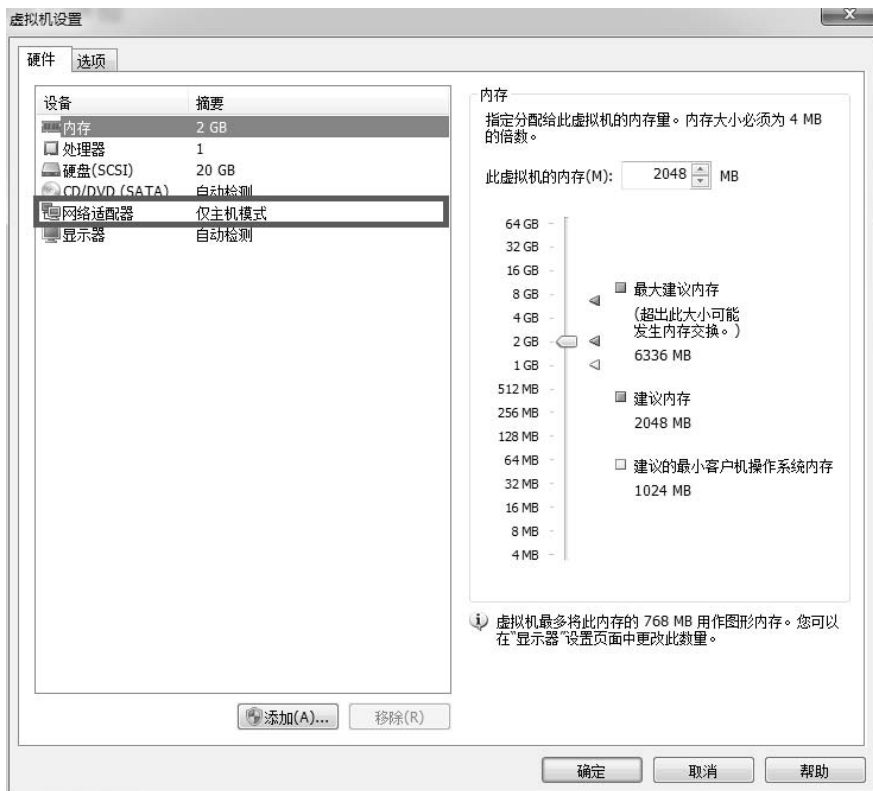 虚拟机设置
硬件 选项
设备 摘要
内存 2 GB
处理器 1
硬盘(SCSI) 20 GB
CD/DVD (SATA) 自动检测
网络适配器 仅主机模式
显示器 自动检测
添加(A)... 移除(R)
内存
指定分配给此虚拟机的内存量。内存大小必须为 4 MB
的倍数。
此虚拟机的内存(M): 2048 MB
64 GB
32 GB
16 GB
8 GB
4 GB
2 GB
1 GB
512 MB
256 MB
128 MB
64 MB
32 MB
16 MB
8 MB
4 MB
最大建议内存
(超出此大小可能
发生内存交换。)
6336 MB
建议内存
2048 MB
建议的最小客户机操作系统内存
1024 MB
虚拟机最多将此内存的 768 MB 用作图形内存。您可以
在"显示器"设置页面中更改此数量。
确定 取消 帮助